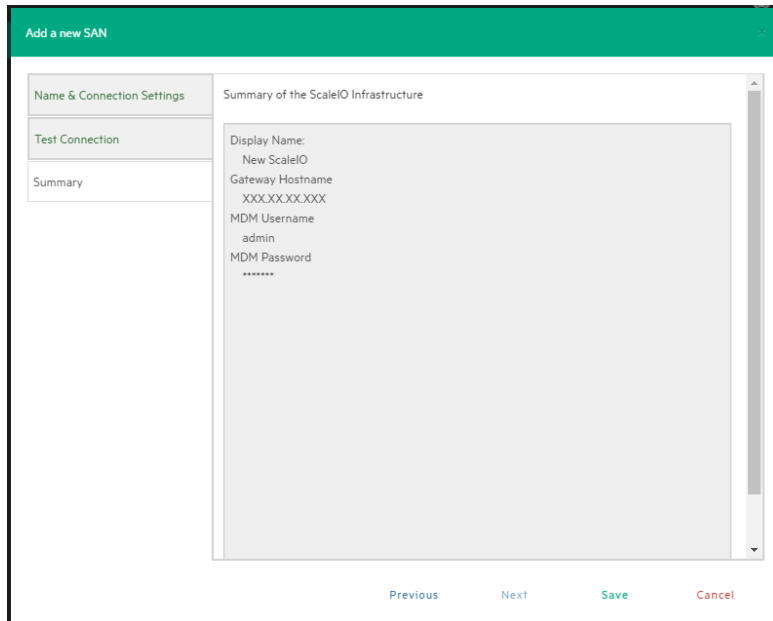 Add a new SAN
Name & Connection Settings
Test Connection
Summary
Summary of the ScaleIO Infrastructure
Display Name:
New ScaleIO
Gateway Hostname
XXX.XX.XX.XXX
MDM Username
admin
MDM Password
*******
Previous Next Save Cancel